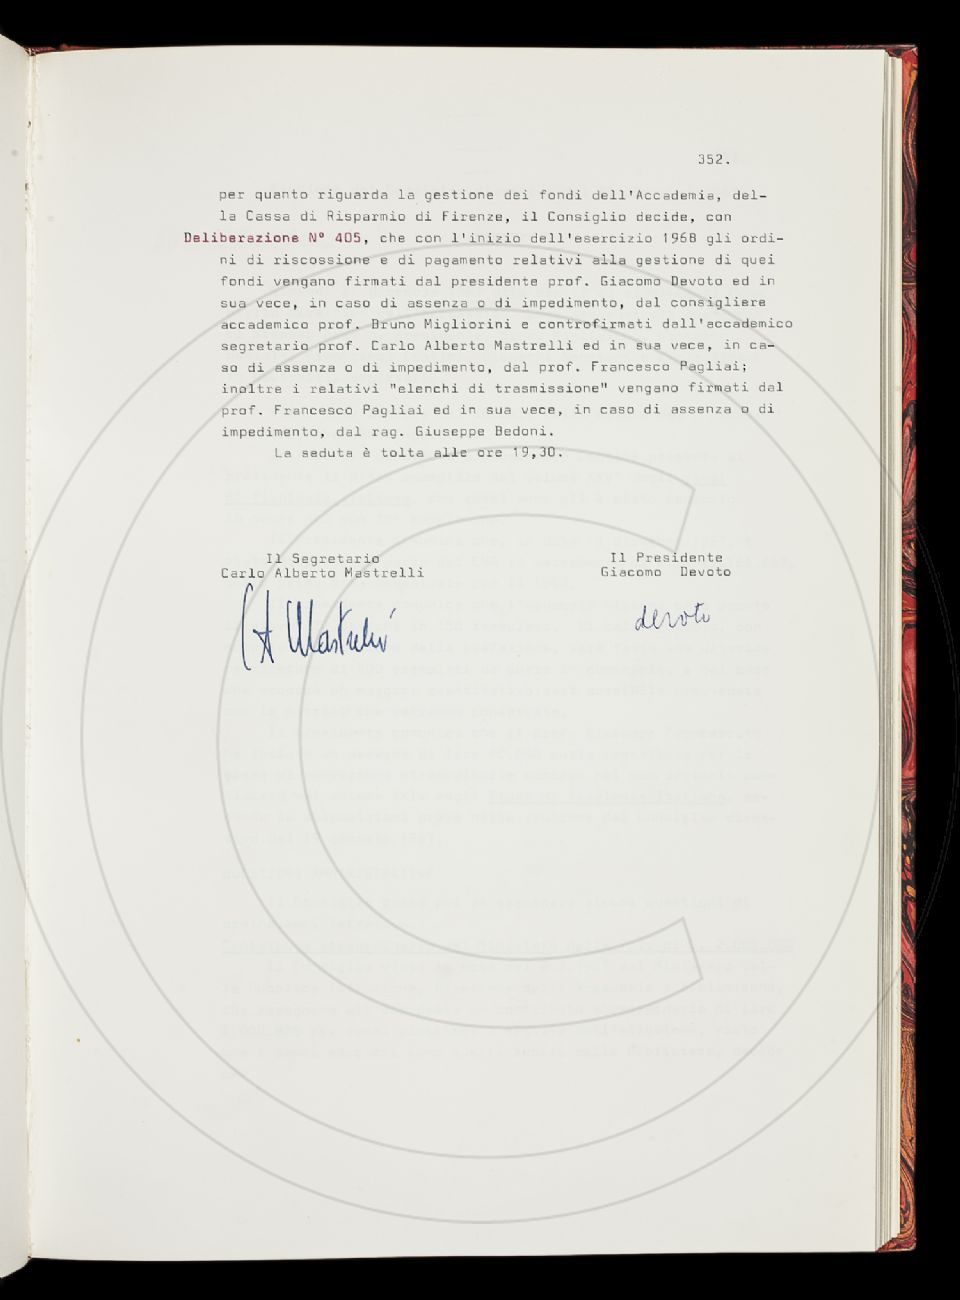 352.
per quanto riguarda la gestione dei fondi dell'Accademia, del-
la Cassa di Risparmio di Firenze, il Consiglio decide, con
Deliberazione N° 405, che con l'inizio dell'esercizio 1968 gli ordi-
ni di riscossione e di pagamento relativi alla gestione di quei
fondi vengano firmati dal presidente prof. Giacomo Devoto ed in
sua vece, in caso di assenza o di impedimento, dal consigliere
accademico prof. Bruno Migliorini e controfirmati dall'accademico
segretario prof. Carlo Alberto Mastrelli ed in sua vece, in ca-
so di assenza o di impedimento, dal prof. Francesco Pagliai;
inoltre i relativi "elenchi di trasmissione" vengano firmati dal
prof. Francesco Pagliai ed in sua vece, in caso di assenza o di
impedimento, dal rag. Giuseppe Bedoni.
La seduta è tolta alle ore 19,30.
Il Segretario
Carlo Alberto Mastrelli
CA Mastrelli
Il Presidente
Giacomo Devoto
devoto